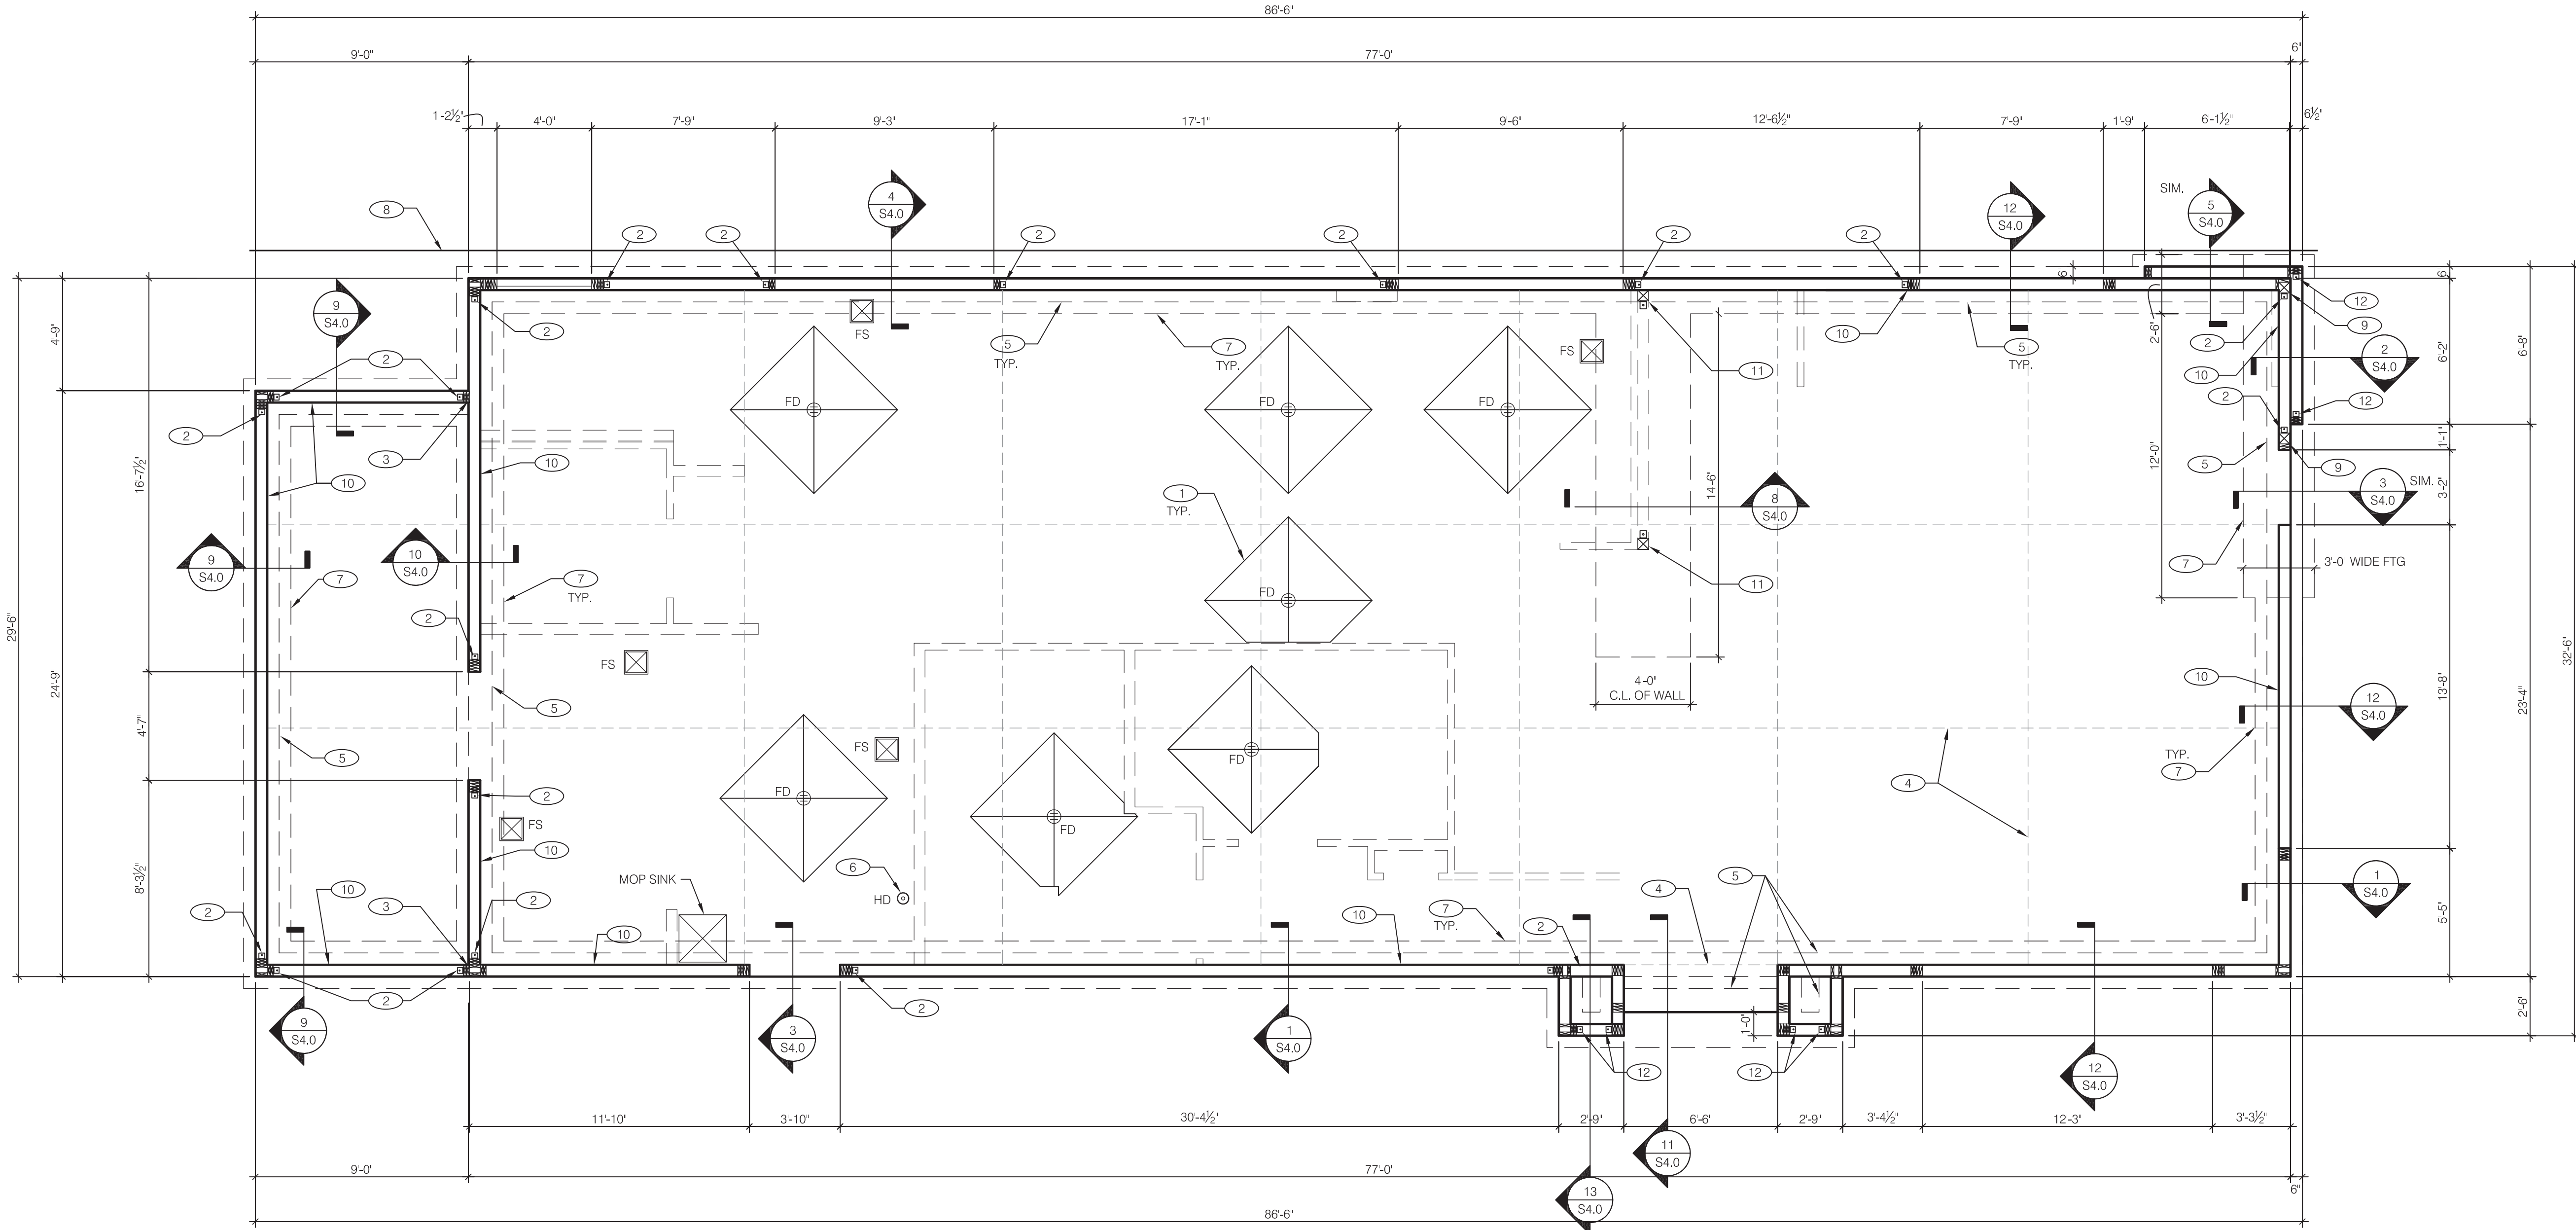 86'-6"
9'-0" 77'-0" 6"
1'-2½" 4'-0" 7'-9" 9'-3" 17'-1" 9'-6" 12'-6½" 7'-9" 1'-9" 6'-1½" 6½"
4 S4.0
12 S4.0
SIM. 5 S4.0
8
2 2 2 2 2 2
9 S4.0
4'-9"
2
FS
5 TYP.
7 TYP.
FS
11
10
5 TYP.
6"
2'-6"
2
12
9
2 S4.0
10
2
12
6"
6'-2"
6'-8"
1'-1"
2
FD
FD
FD
2
3
10
10
16'-7½"
1 TYP.
14'-6"
8 S4.0
12'-0"
5
9
3 S4.0 SIM.
3'-2"
9 S4.0
10 S4.0
7
7 TYP.
FD
11
7
3'-0" WIDE FTG
29'-6"
24'-9"
2
FS
4'-0"
C.L. OF WALL
10
32'-6"
13'-8"
23'-4"
4'-7"
5
5
FS
FD
12 S4.0
TYP.
7
4
2
FD
FD
FS
10
8'-3½"
6
HD
MOP SINK
10
3
2
2
10
10
7 TYP.
2
4
5
1 S4.0
5'-5"
2
2
9 S4.0
3 S4.0
1 S4.0
1'-0"
12
12
12 S4.0
2'-6"
11'-10" 3'-10" 30'-4½" 2'-9" 6'-6" 2'-9" 3'-4½" 12'-3" 3'-3½"
11 S4.0
9'-0" 77'-0" 6"
13 S4.0
86'-6"